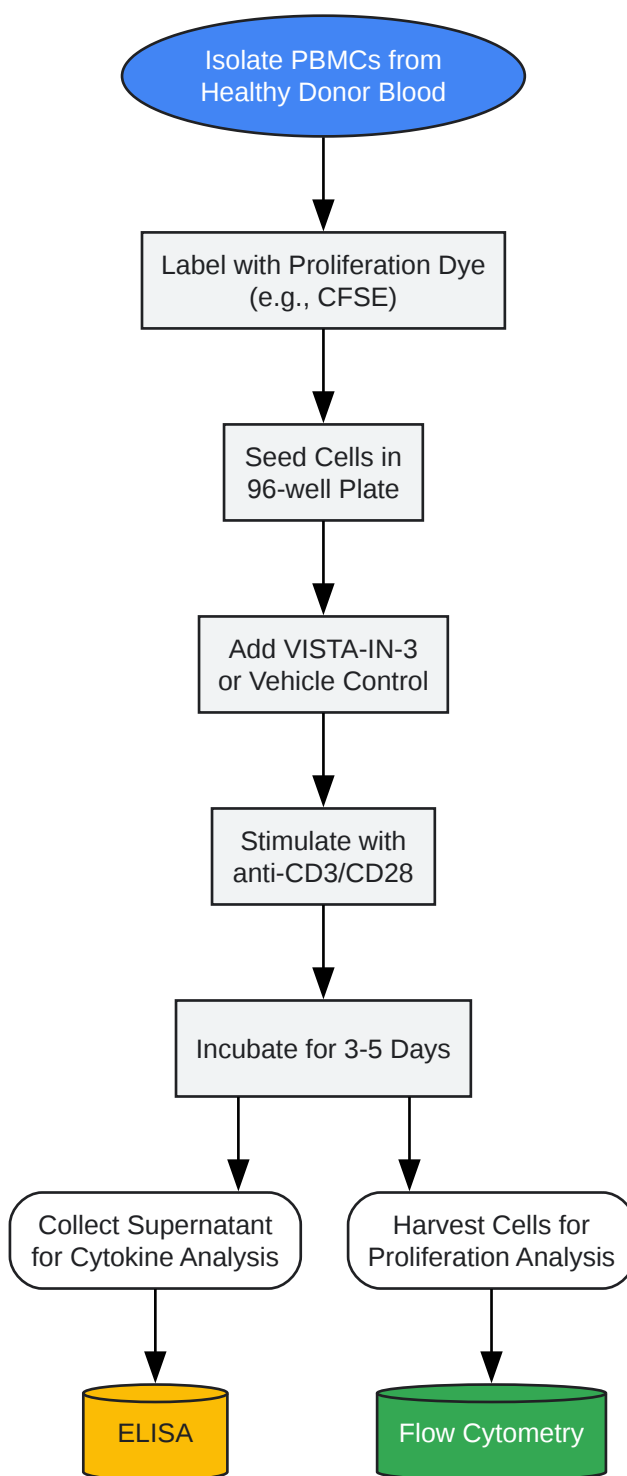 Isolate PBMCs from
Healthy Donor Blood
Label with Proliferation Dye
(e.g., CFSE)
Seed Cells in
96-well Plate
Add VISTA-IN-3
or Vehicle Control
Stimulate with
anti-CD3/CD28
Incubate for 3-5 Days
Collect Supernatant
for Cytokine Analysis
Harvest Cells for
Proliferation Analysis
ELISA
Flow Cytometry